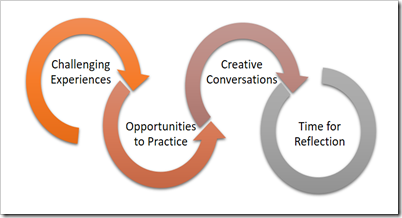 Challenging
Experiences
Opportunities
to Practice
Creative
Conversations
Time for
Reflection